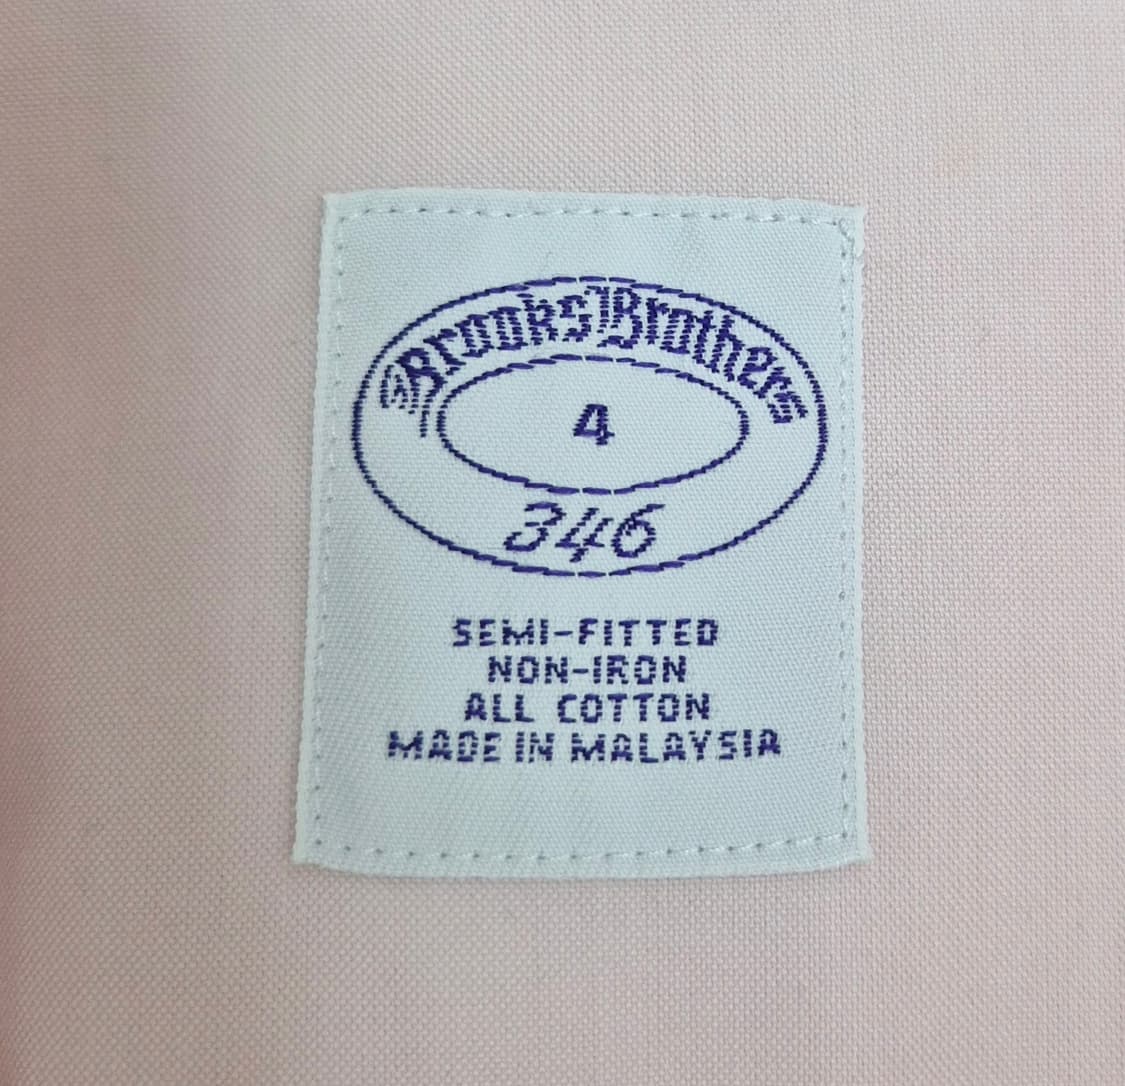 Brooks Brothers
4
346
SEMI-FITTED
NON-IRON
ALL COTTON
MADE IN MALAYSIA